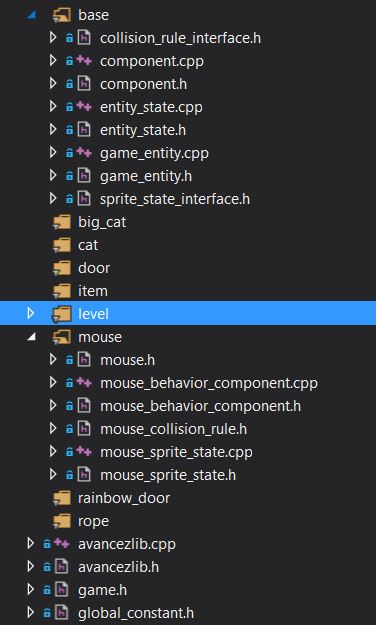 base
collision_rule_interface.h
component.cpp
component.h
entity_state.cpp
entity_state.h
game_entity.cpp
game_entity.h
sprite_state_interface.h
big_cat
cat
door
item
level
mouse
mouse.h
mouse_behavior_component.cpp
mouse_behavior_component.h
mouse_collision_rule.h
mouse_sprite_state.cpp
mouse_sprite_state.h
rainbow_door
rope
avancezlib.cpp
avancezlib.h
game.h
global_constant.h